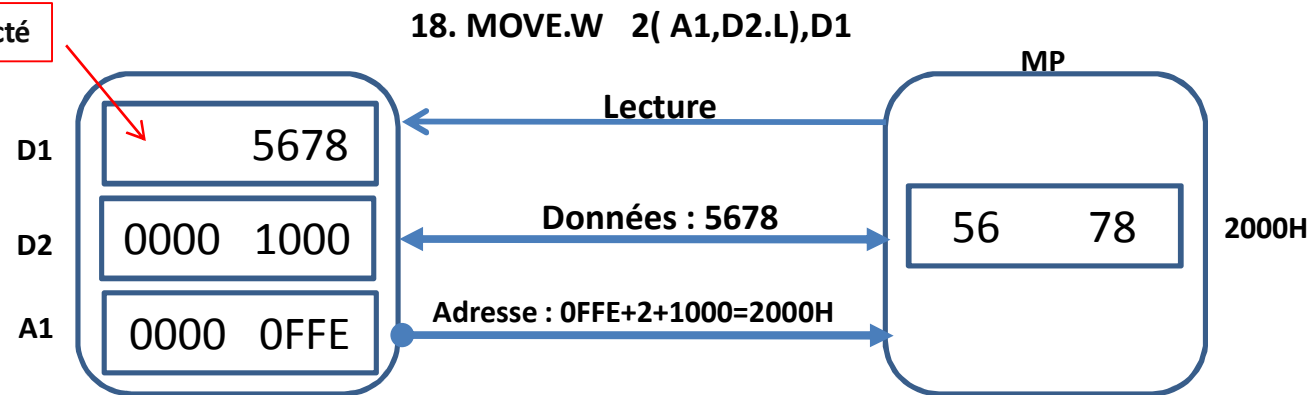 18. MOVE.W 2( A1,D2.L),D1
cté
MP
Lecture
D1 5678
Données : 5678
D2 0000 1000
56 78 2000H
Adresse : 0FFE+2+1000=2000H
A1 0000 0FFE